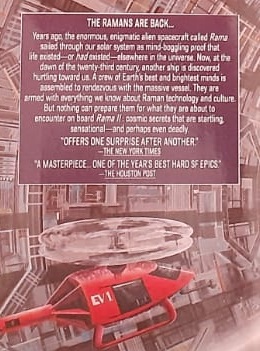 THE RAMANS ARE BACK...
Years ago, the enormous, enigmatic alien spacecraft called Rama
sailed through our solar system as mind-boggling proof that
life existed—or had existed—elsewhere in the universe. Now, at the
dawn of the twenty-third century, another ship is discovered
hurtling toward us. A crew of Earth's best and brightest minds is
assembled to rendezvous with the massive vessel. They are
armed with everything we know about Raman technology and culture.
But nothing can prepare them for what they are about to
encounter on board Rama II: cosmic secrets that are startling,
sensational—and perhaps even deadly.
"OFFERS ONE SURPRISE AFTER ANOTHER."
—THE NEW YORK TIMES
"A MASTERPIECE... ONE OF THE YEAR'S BEST HARD SF EPICS."
—THE HOUSTON POST
EV1